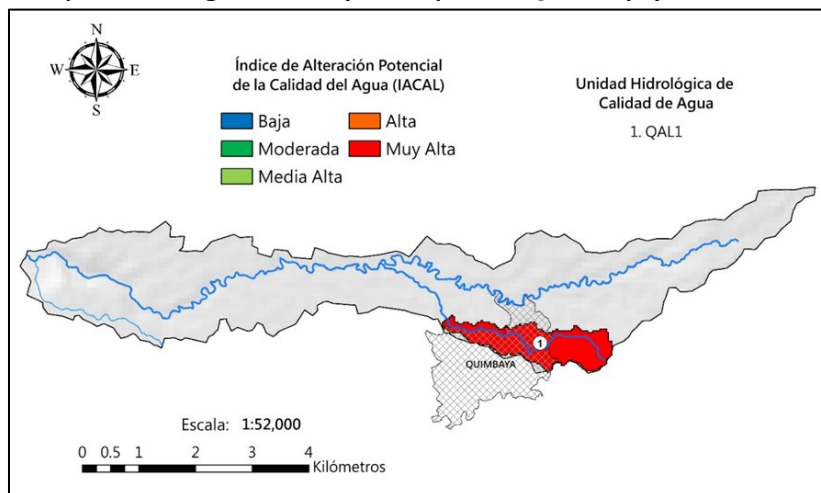 N
W E
S
Índice de Alteración Potencial
de la Calidad del Agua (IACAL)
Baja
Alta
Moderada
Muy Alta
Media Alta
Unidad Hidrológica de
Calidad de Agua
1. QAL1
1
QUIMBAYA
Escala: 1:52,000
0 0.5 1 2 3 4
Kilómetros